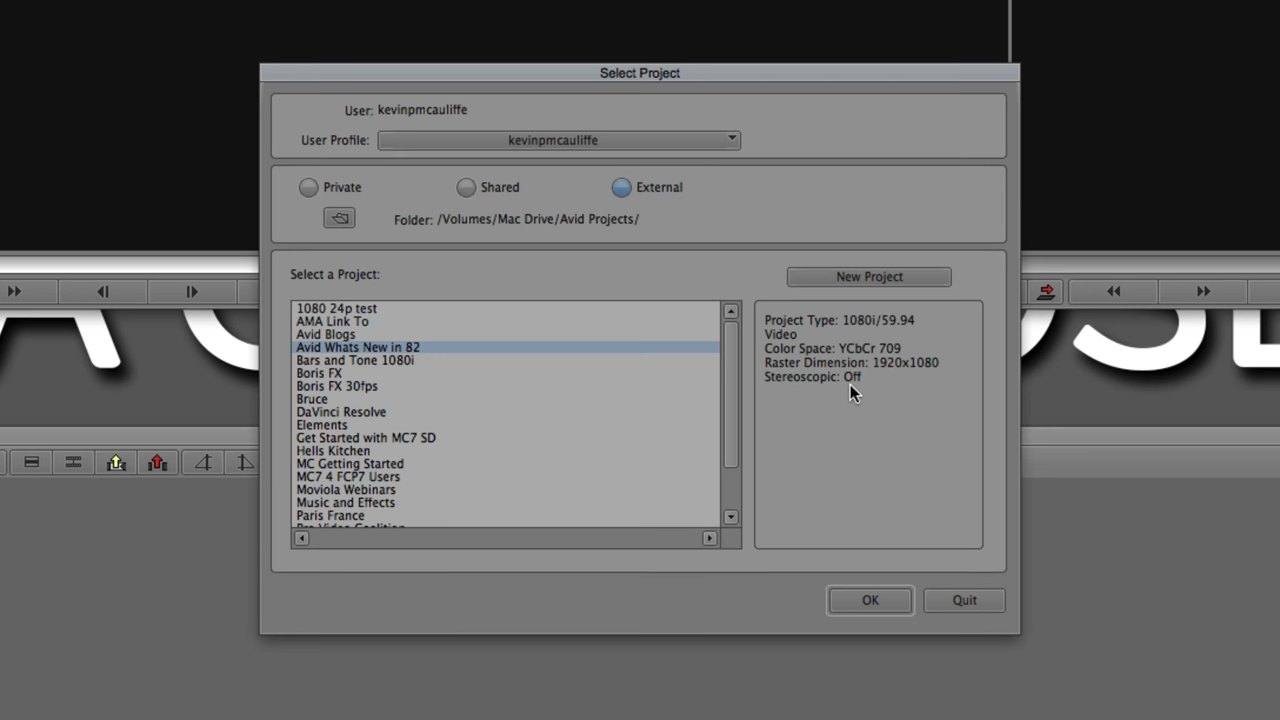 Select Project
User: kevinpmcauliffe
User Profile: kevinpmcauliffe
Private Shared External
Folder: /Volumes/Mac Drive/Avid Projects/
Select a Project:
New Project
1080 24p test
AMA Link To
Avid Blogs
Avid Whats New in 82
Bars and Tone 1080i
Boris FX
Boris FX 30fps
Bruce
DaVinci Resolve
Elements
Get Started with MC7 SD
Hells Kitchen
MC Getting Started
MC7 4 FCP7 Users
Moviola Webinars
Music and Effects
Paris France
Pro Video Coalition
Project Type: 1080i/59.94
Video
Color Space: YCbCr 709
Raster Dimension: 1920x1080
Stereoscopic: Off
OK Quit